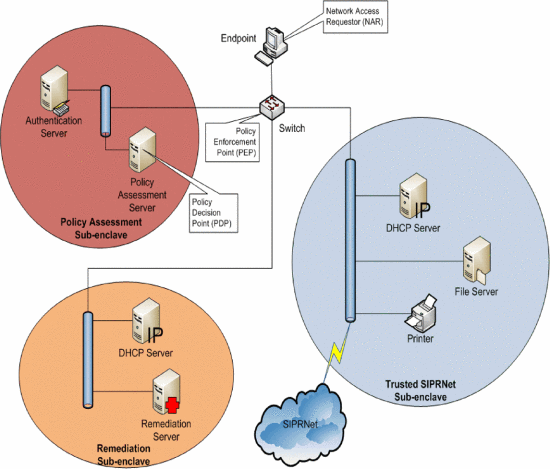 Network Access
Requestor (NAR)
Endpoint
Authentication
Server
Policy
Enforcement
Point (PEP)
Switch
Policy
Assessment
Server
Policy
Decision
Point (PDP)
Policy Assessment
Sub-enclave
IP
DHCP Server
File Server
Printer
Trusted SIPRNet
Sub-enclave
SIPRNet
IP
DHCP Server
Remediation
Server
Remediation
Sub-enclave